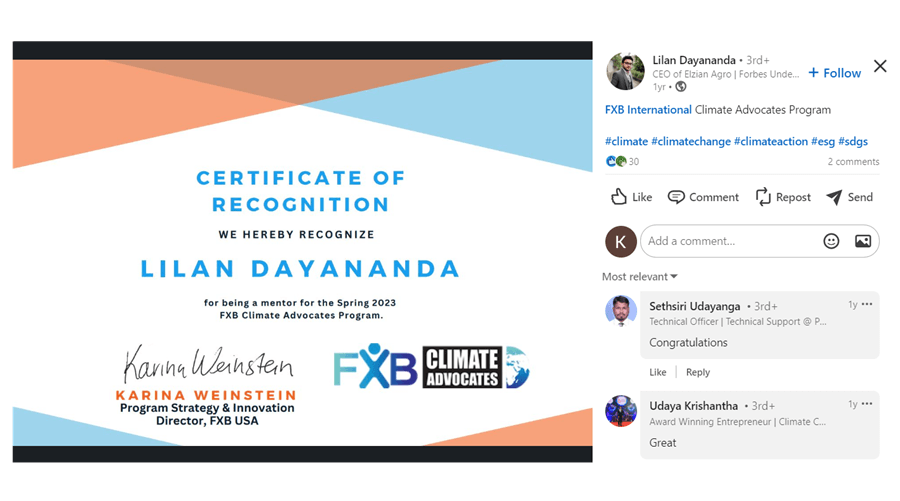 CERTIFICATE OF
RECOGNITION
WE HEREBY RECOGNIZE
LILAN DAYANANDA
for being a mentor for the Spring 2023
FXB Climate Advocates Program.
Karina Weinstein
KARINA WEINSTEIN
Program Strategy & Innovation
Director, FXB USA
FXB CLIMATE
ADVOCATES
Lilan Dayananda • 3rd+
CEO of Elzian Agro | Forbes Unde...
1yr •
+ Follow
FXB International Climate Advocates Program
#climate #climatechange #climateaction #esg #sdgs
30
2 comments
Like Comment Repost Send
K
Add a comment...
Most relevant
Sethsiri Udayanga • 3rd+
1y •••
Technical Officer | Technical Support @ P...
Congratulations
Like | Reply
Udaya Krishantha • 3rd+
1y •••
Award Winning Entrepreneur | Climate C...
Great